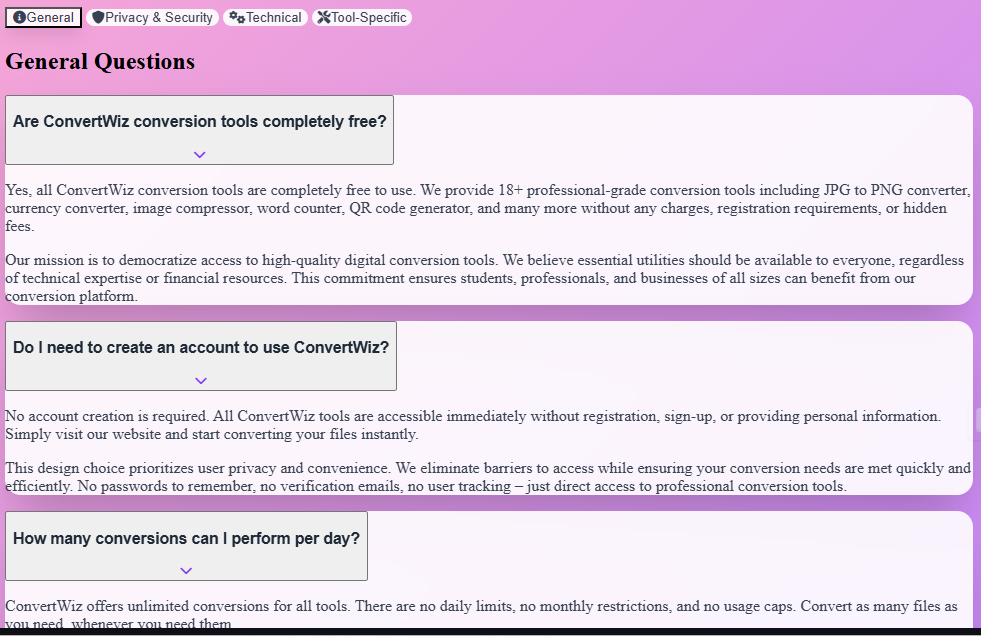 General Privacy & Security Technical Tool-Specific
General Questions
Are ConvertWiz conversion tools completely free?
Yes, all ConvertWiz conversion tools are completely free to use. We provide 18+ professional-grade conversion tools including JPG to PNG converter,
currency converter, image compressor, word counter, QR code generator, and many more without any charges, registration requirements, or hidden
fees.
Our mission is to democratize access to high-quality digital conversion tools. We believe essential utilities should be available to everyone, regardless
of technical expertise or financial resources. This commitment ensures students, professionals, and businesses of all sizes can benefit from our
conversion platform.
Do I need to create an account to use ConvertWiz?
No account creation is required. All ConvertWiz tools are accessible immediately without registration, sign-up, or providing personal information.
Simply visit our website and start converting your files instantly.
This design choice prioritizes user privacy and convenience. We eliminate barriers to access while ensuring your conversion needs are met quickly and
efficiently. No passwords to remember, no verification emails, no user tracking – just direct access to professional conversion tools.
How many conversions can I perform per day?
ConvertWiz offers unlimited conversions for all tools. There are no daily limits, no monthly restrictions, and no usage caps. Convert as many files as
you need, whenever you need them